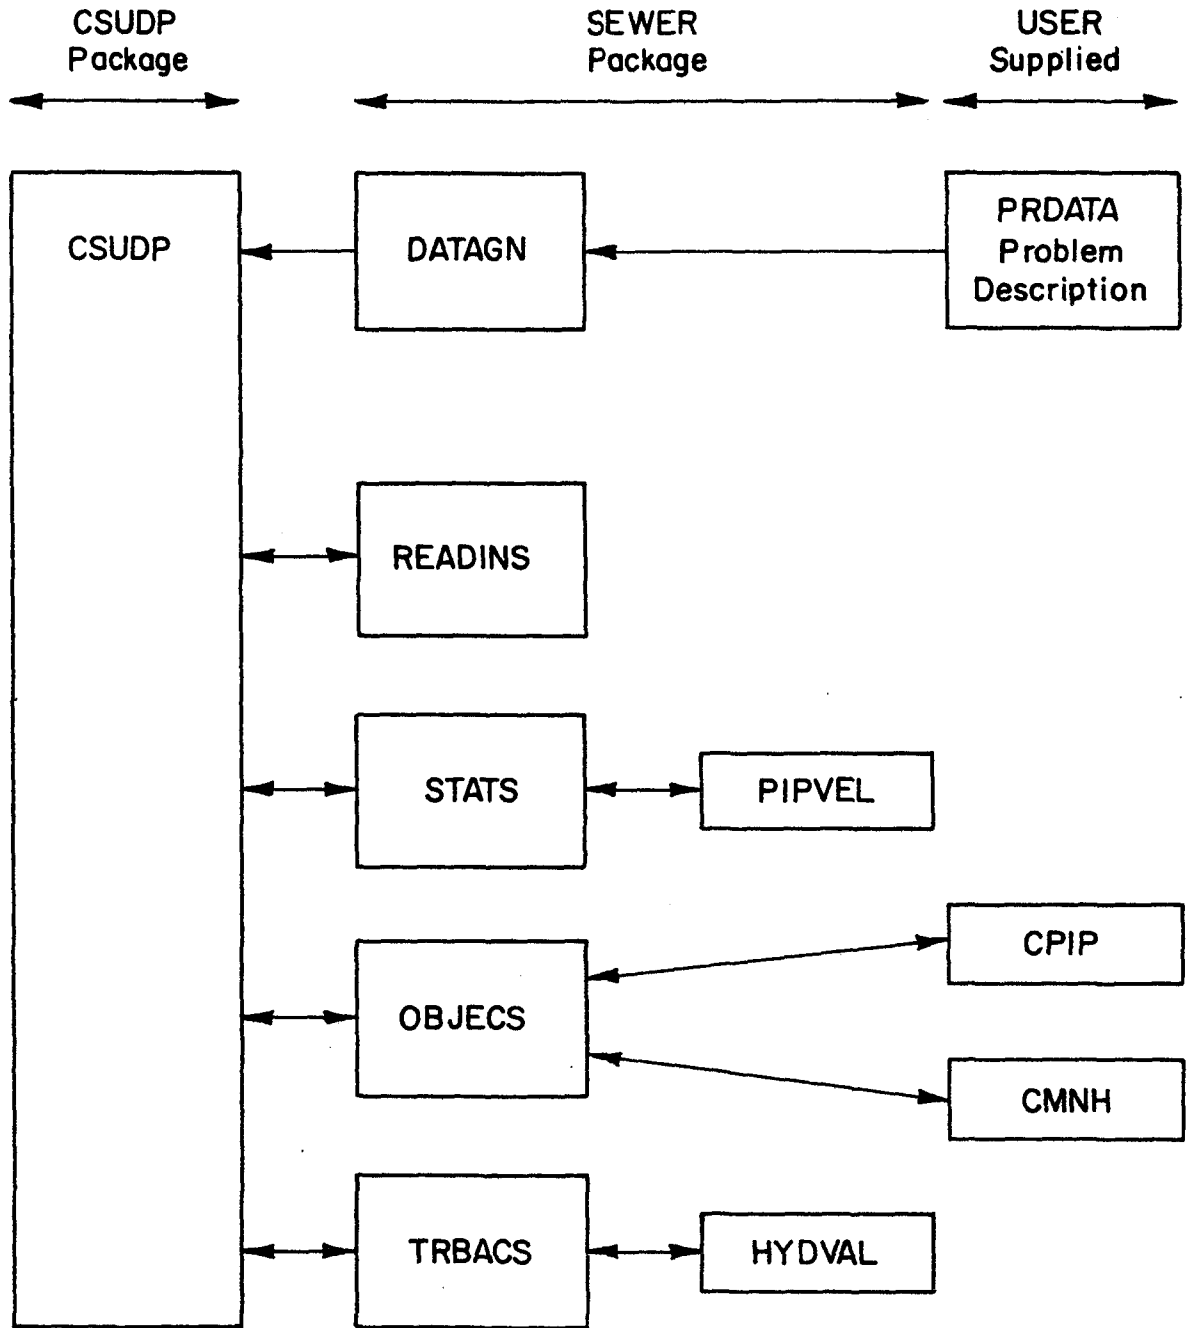 CSUDP
Package
SEWER
Package
USER
Supplied
CSUDP
DATAGN
PRDATA
Problem
Description
READINS
STATS
PIPVEL
OBJECS
CPIP
CMNH
TRBACS
HYDVAL